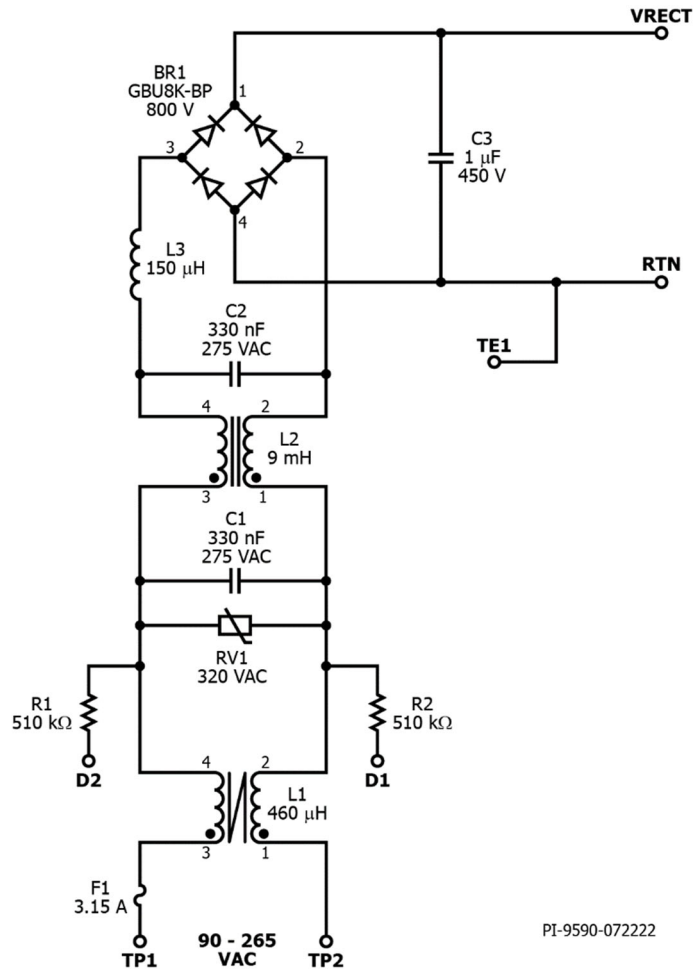 VRECT
BR1
GBU8K-BP
800 V
1
3
2
4
C3
1 μF
450 V
L3
150 μH
RTN
TE1
C2
330 nF
275 VAC
4
2
L2
9 mH
3
1
C1
330 nF
275 VAC
RV1
320 VAC
R1
510 kΩ
R2
510 kΩ
D2
D1
4
2
L1
460 μH
3
1
F1
3.15 A
90 - 265
VAC
TP1
TP2
PI-9590-072222